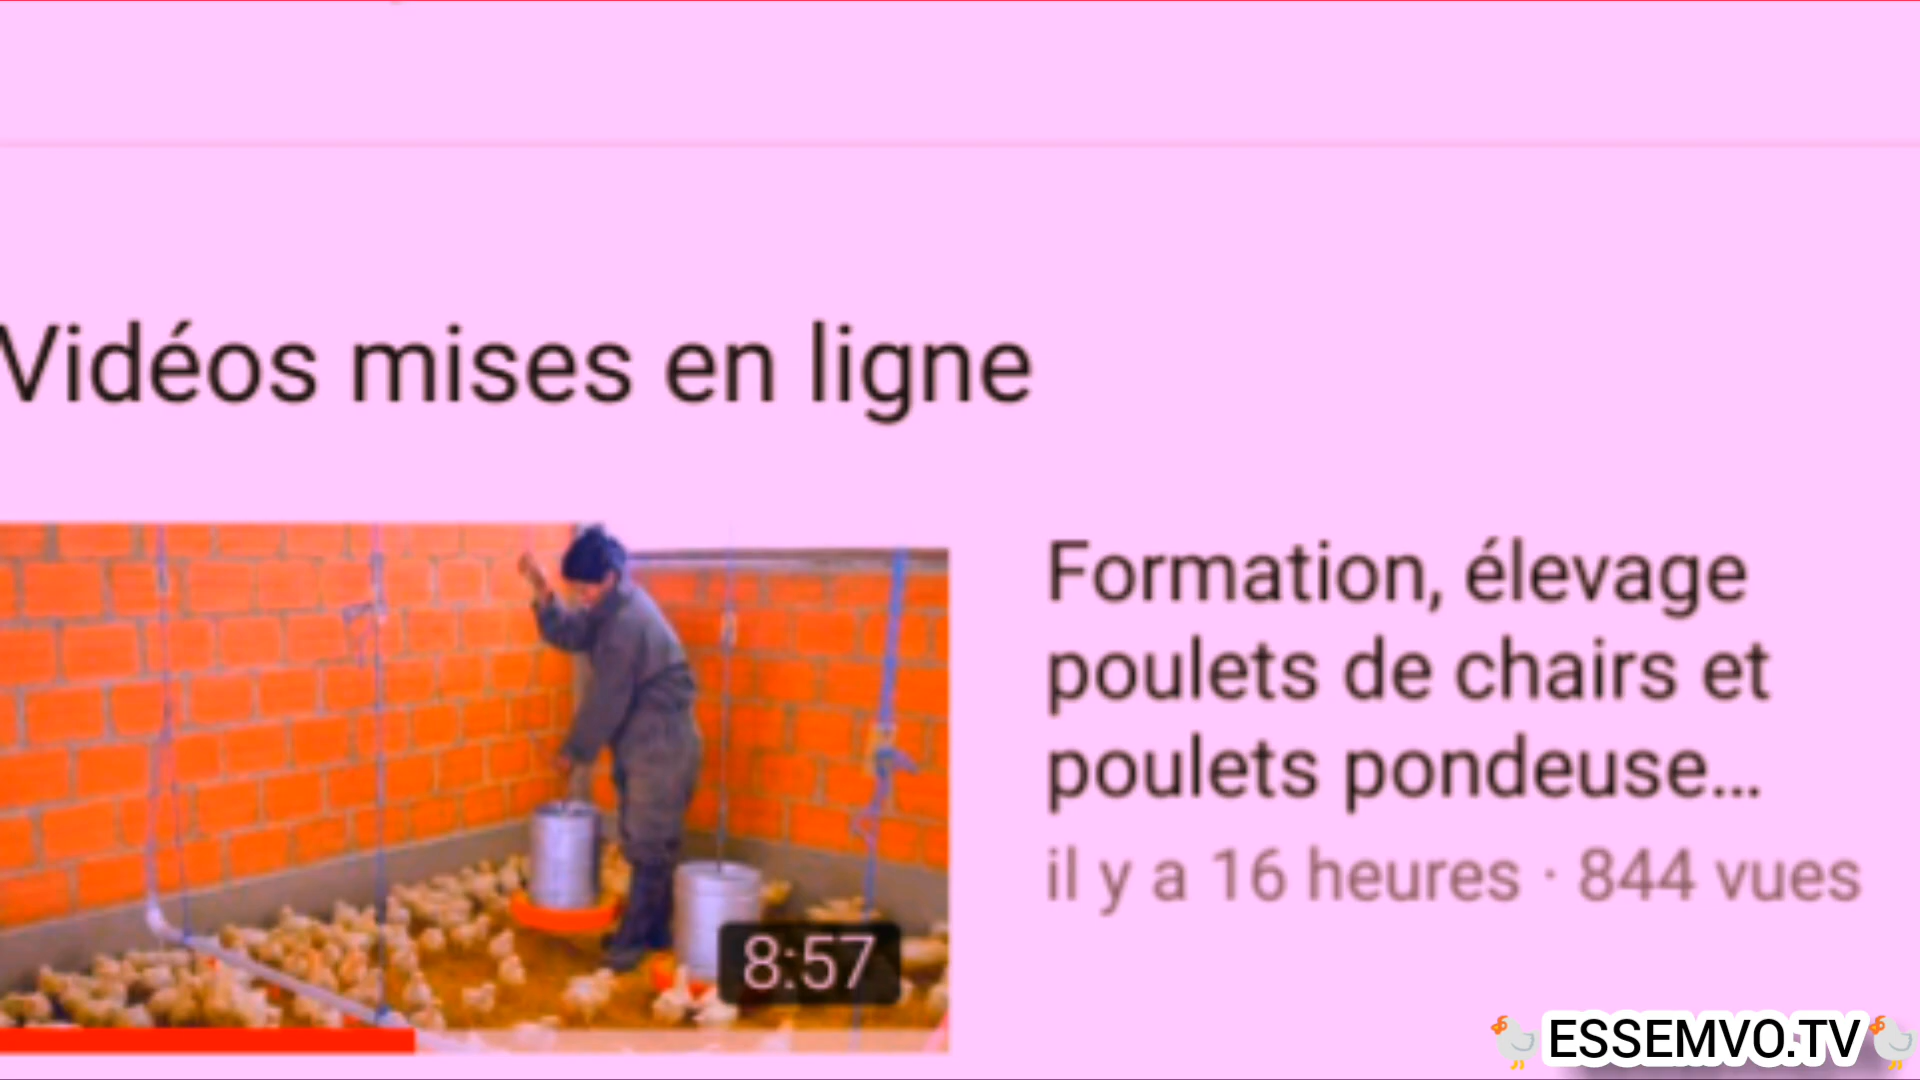 Vidéos mises en ligne
Formation, élevage
poulets de chairs et
poulets pondeuse...
il y a 16 heures · 844 vues
8:57
ESSEMVO.TV